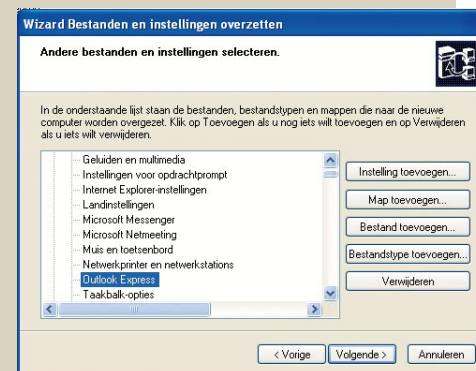 Wizard Bestanden en instellingen overzetten
Andere bestanden en instellingen selecteren.
In de onderstaande lijst staan de bestanden, bestandstypen en mappen die naar de nieuwe
computer worden overgezet. Klik op Toevoegen als u nog iets wilt toevoegen en op Verwijderen
als u iets wilt verwijderen.
Geluiden en multimedia
Instellingen voor opdrachtprompt
Internet Explorer-instellingen
Landinstellingen
Microsoft Messenger
Microsoft Netmeeting
Muis en toetsenbord
Netwerkprinter en netwerkstations
Outlook Express
Taakbalk-opties
Instelling toevoegen...
Map toevoegen...
Bestand toevoegen...
Bestandstype toevoegen...
Verwijderen
< Vorige
Volgende >
Annuleren